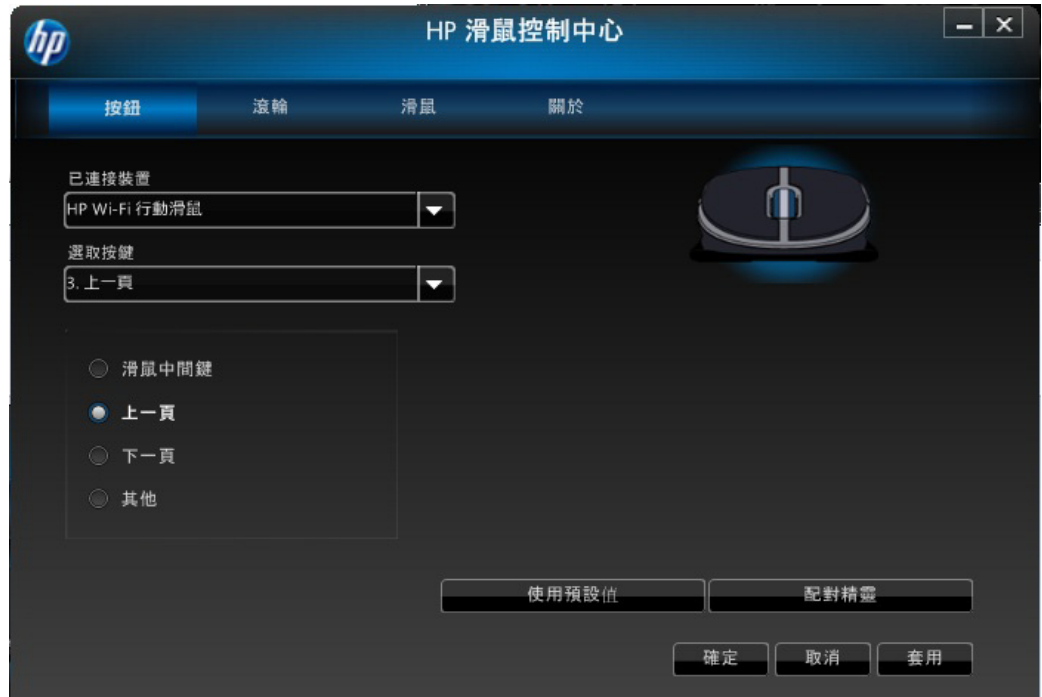 hp
HP 滑鼠控制中心
按鈕 滾輪 滑鼠 關於
已連接裝置
HP Wi-Fi 行動滑鼠
選取按鍵
3. 上一頁
滑鼠中間鍵
上一頁
下一頁
其他
使用預設值 配對精靈
確定 取消 套用